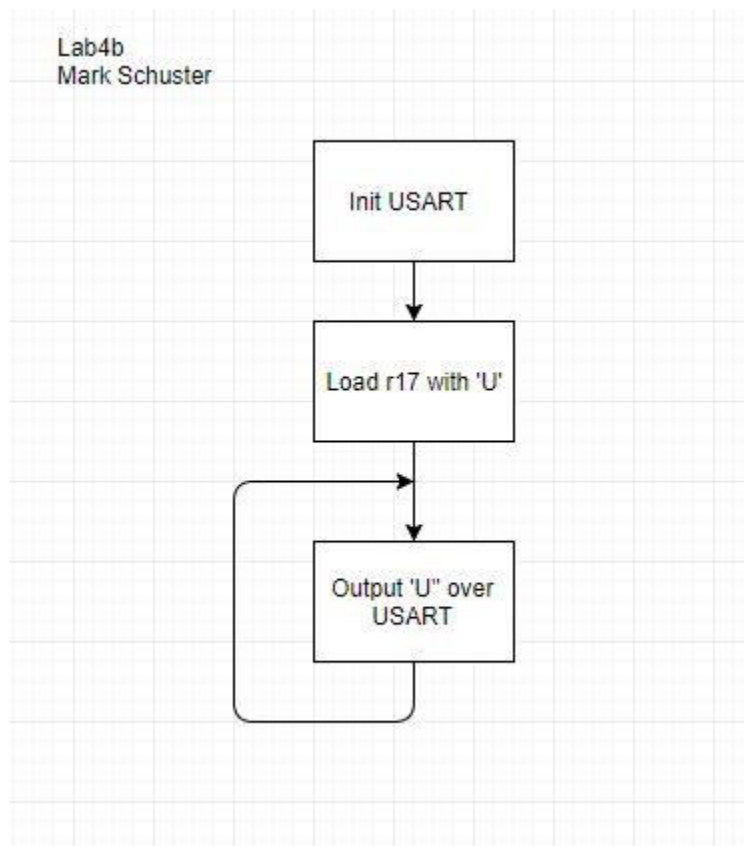 Lab4b
Mark Schuster
Init USART
Load r17 with 'U'
Output 'U" over
USART